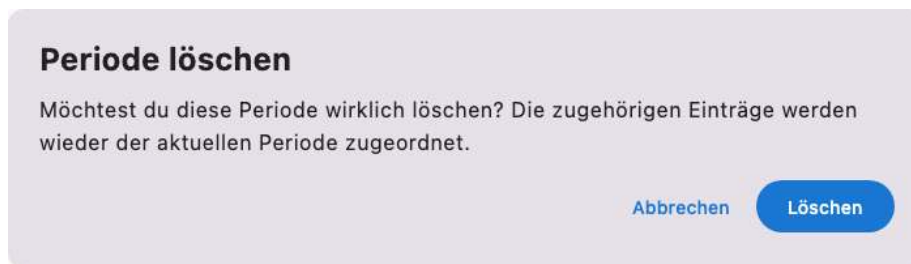 Periode löschen
Möchtest du diese Periode wirklich löschen? Die zugehörigen Einträge werden
wieder der aktuellen Periode zugeordnet.
Abbrechen Löschen